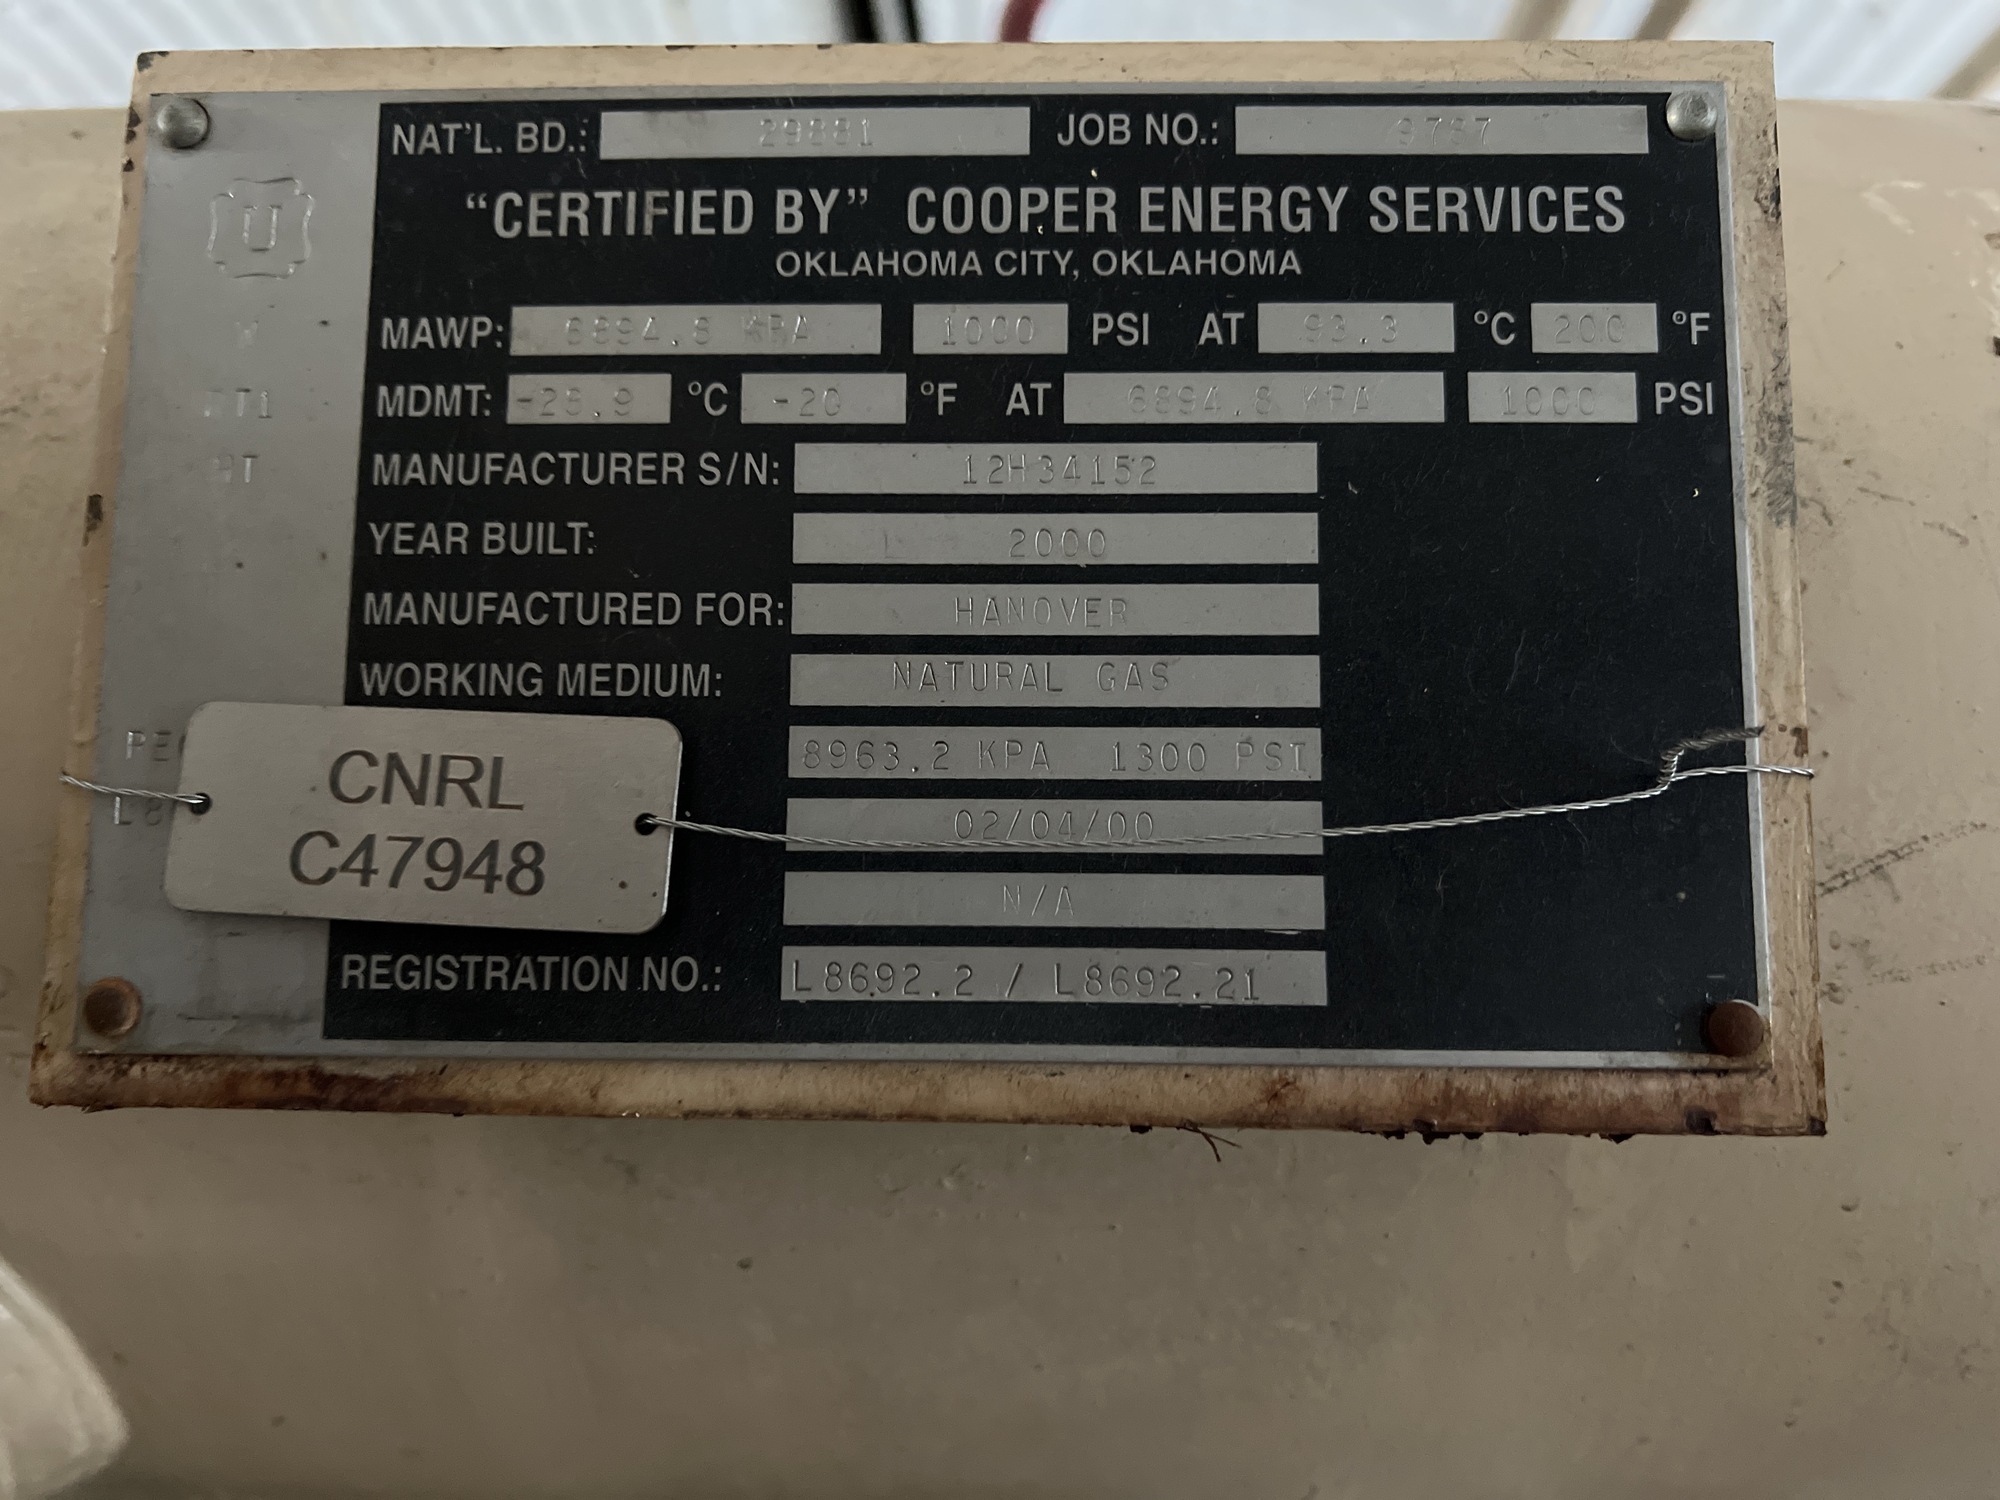 NAT'L. BD.: 29881 JOB NO.: 9787
U
"CERTIFIED BY" COOPER ENERGY SERVICES
OKLAHOMA CITY, OKLAHOMA
W
MAWP: 6894.8 KPA 1000 PSI AT 93.3 °C 200 °F
RT1
MDMT: -28.9 °C -20 °F AT 6894.8 KPA 1000 PSI
HT
MANUFACTURER S/N: 12H34152
YEAR BUILT: 2000
MANUFACTURED FOR: HANOVER
WORKING MEDIUM: NATURAL GAS
8963.2 KPA 1300 PSI
CNRL
C47948
02/04/00
N/A
REGISTRATION NO.: L8692.2 / L8692.21